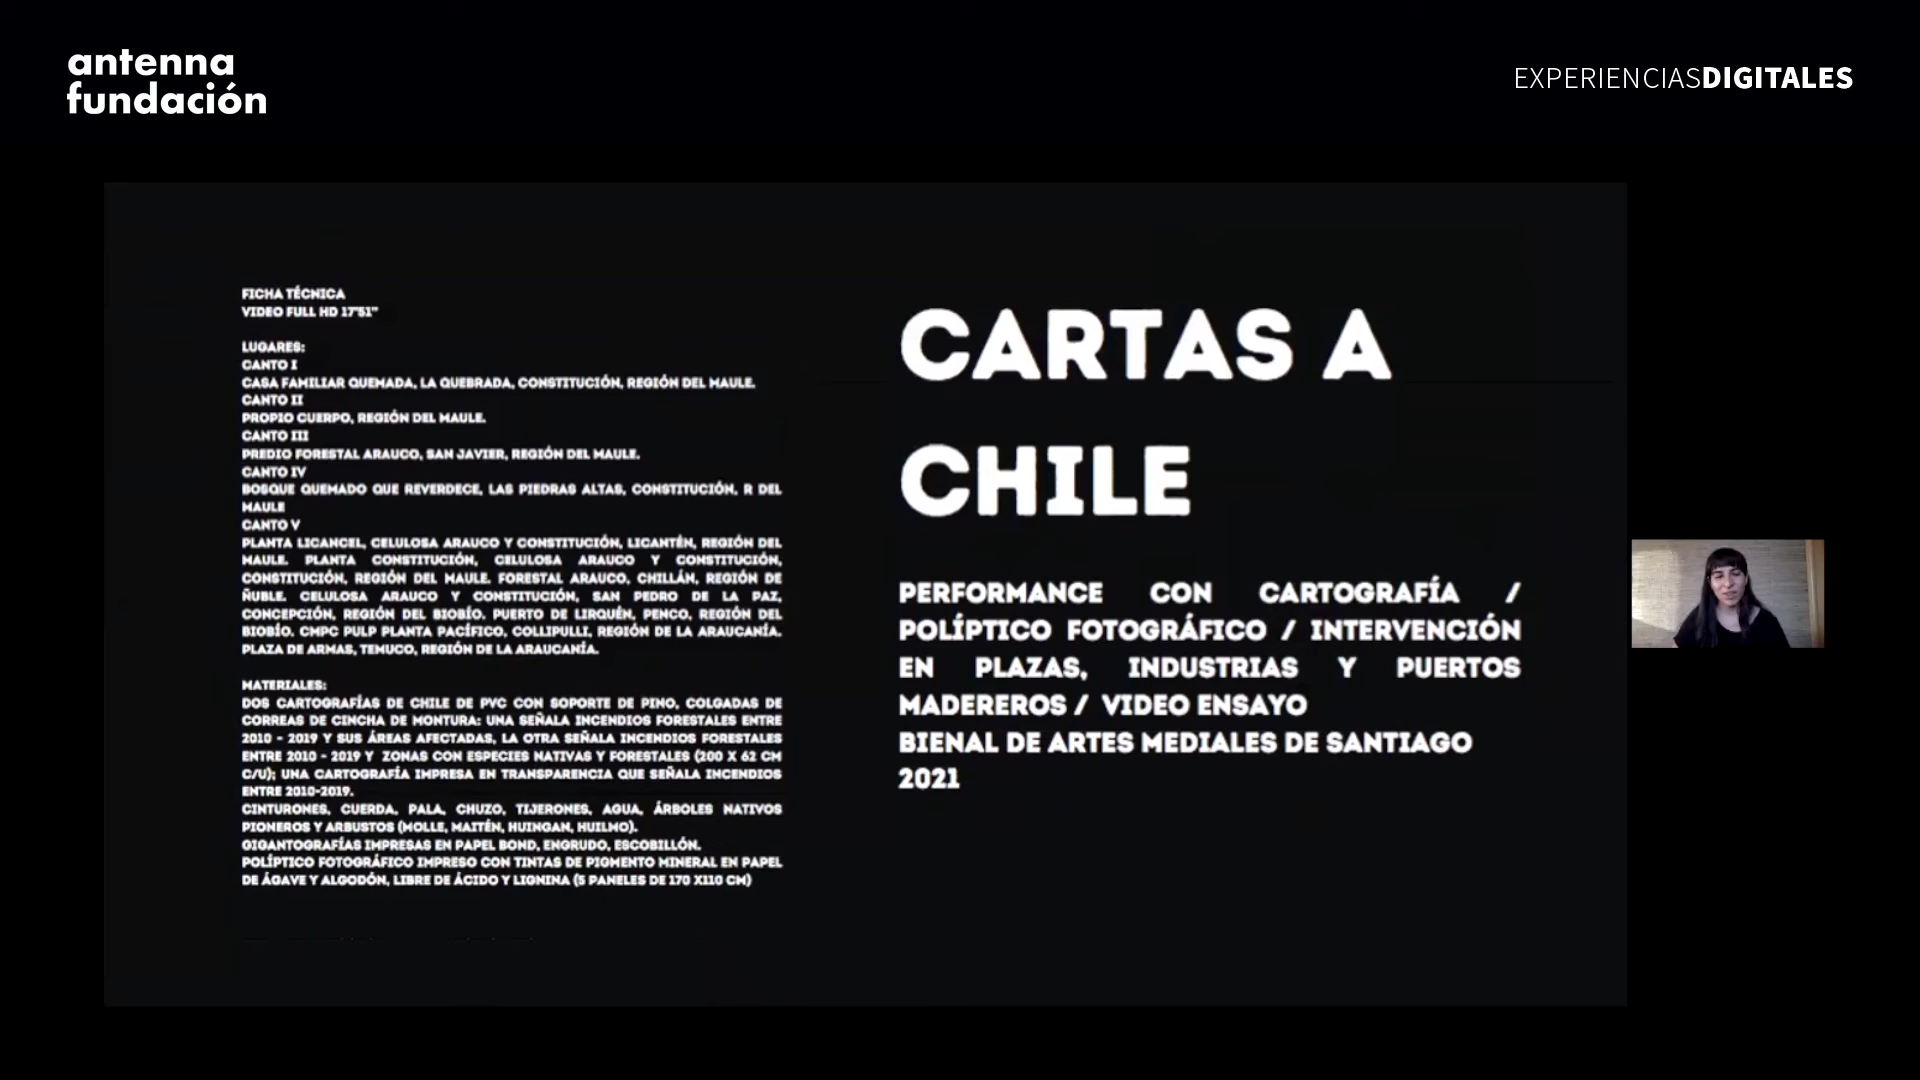 antenna
fundación
EXPERIENCIASDIGITALES
FICHA TÉCNICA
VIDEO FULL HD 17'51"
LUGARES:
CANTO I
CASA FAMILIAR QUEMADA, LA QUEBRADA, CONSTITUCIÓN, REGIÓN DEL MAULE.
CANTO II
PROPIO CUERPO, REGIÓN DEL MAULE.
CANTO III
PREDIO FORESTAL ARAUCO, SAN JAVIER, REGIÓN DEL MAULE.
CANTO IV
BOSQUE QUEMADO QUE REVERDECE, LAS PIEDRAS ALTAS, CONSTITUCIÓN, R DEL
MAULE
CANTO V
PLANTA LICANCEL, CELULOSA ARAUCO Y CONSTITUCIÓN, LICANTÉN, REGIÓN DEL
MAULE. PLANTA CONSTITUCIÓN, CELULOSA ARAUCO Y CONSTITUCIÓN,
CONSTITUCIÓN, REGIÓN DEL MAULE. FORESTAL ARAUCO, CHILLÁN, REGIÓN DE
ÑUBLE. CELULOSA ARAUCO Y CONSTITUCIÓN, SAN PEDRO DE LA PAZ,
CONCEPCIÓN, REGIÓN DEL BIOBÍO. PUERTO DE LIRQUÉN, PENCO, REGIÓN DEL
BIOBÍO. CMPC PULP PLANTA PACÍFICO, COLLIPULLI, REGIÓN DE LA ARAUCANÍA.
PLAZA DE ARMAS, TEMUCO, REGIÓN DE LA ARAUCANÍA.
MATERIALES:
DOS CARTOGRAFÍAS DE CHILE DE PVC CON SOPORTE DE PINO, COLGADAS DE
CORREAS DE CINCHA DE MONTURA: UNA SEÑALA INCENDIOS FORESTALES ENTRE
2010 - 2019 Y SUS ÁREAS AFECTADAS, LA OTRA SEÑALA INCENDIOS FORESTALES
ENTRE 2010 - 2019 Y ZONAS CON ESPECIES NATIVAS Y FORESTALES (200 X 62 CM
C/U); UNA CARTOGRAFÍA IMPRESA EN TRANSPARENCIA QUE SEÑALA INCENDIOS
ENTRE 2010-2019.
CINTURONES, CUERDA, PALA, CHUZO, TIJERONES, AGUA, ÁRBOLES NATIVOS
PIONEROS Y ARBUSTOS (MOLLE, MAITÉN, HUINGAN, HUILMO).
GIGANTOGRAFÍAS IMPRESAS EN PAPEL BOND, ENGRUDO, ESCOBILLÓN.
POLÍPTICO FOTOGRÁFICO IMPRESO CON TINTAS DE PIGMENTO MINERAL EN PAPEL
DE ÁGAVE Y ALGODÓN, LIBRE DE ÁCIDO Y LIGNINA (5 PANELES DE 170 X110 CM)
CARTAS A
CHILE
PERFORMANCE CON CARTOGRAFÍA /
POLÍPTICO FOTOGRÁFICO / INTERVENCIÓN
EN PLAZAS, INDUSTRIAS Y PUERTOS
MADEREROS / VIDEO ENSAYO
BIENAL DE ARTES MEDIALES DE SANTIAGO
2021